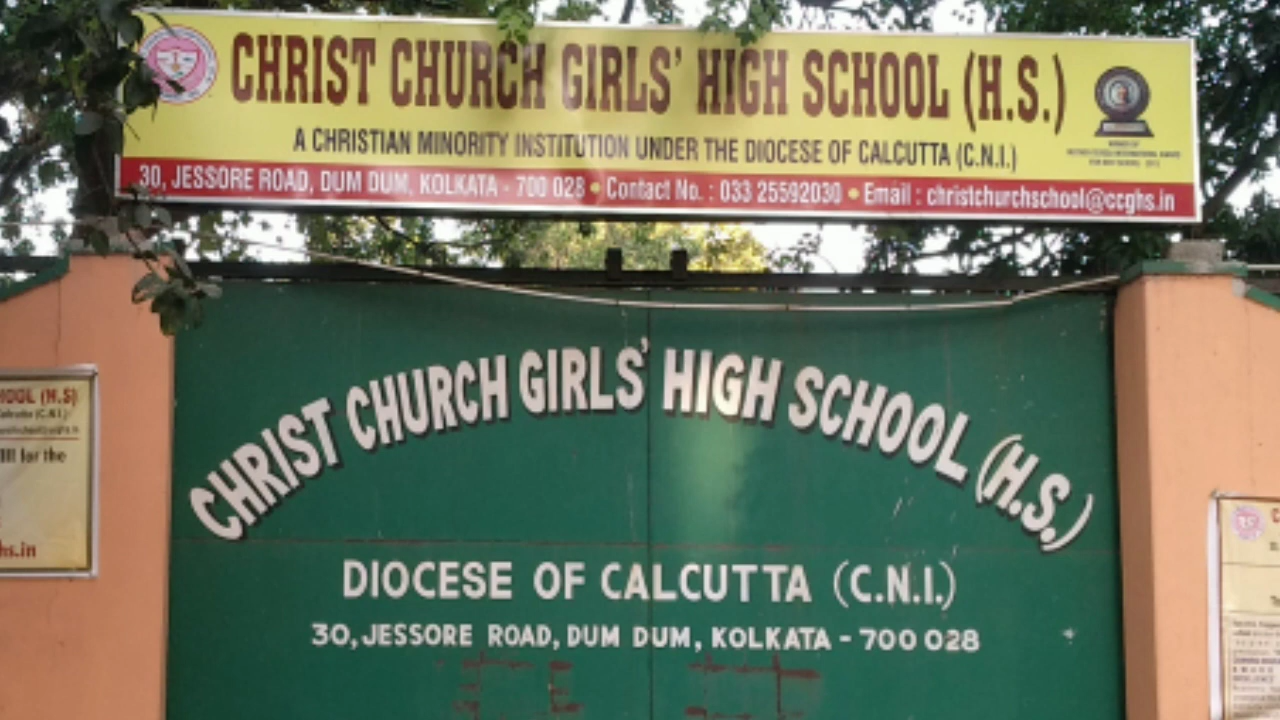 CHRIST CHURCH GIRLS' HIGH SCHOOL (H.S.)
A CHRISTIAN MINORITY INSTITUTION UNDER THE DIOCESE OF CALCUTTA (C.N.I.)
30, JESSORE ROAD, DUM DUM, KOLKATA - 700 028 • Contact No. : 033 25592030 • Email : christchurchschool@ccghs.in
CHRIST CHURCH GIRLS' HIGH SCHOOL (H.S.)
DIOCESE OF CALCUTTA (C.N.I.)
30, JESSORE ROAD, DUM DUM, KOLKATA - 700 028
HOOL (H.S)
Calcutta (C.N.I.)
III for the
hs.in